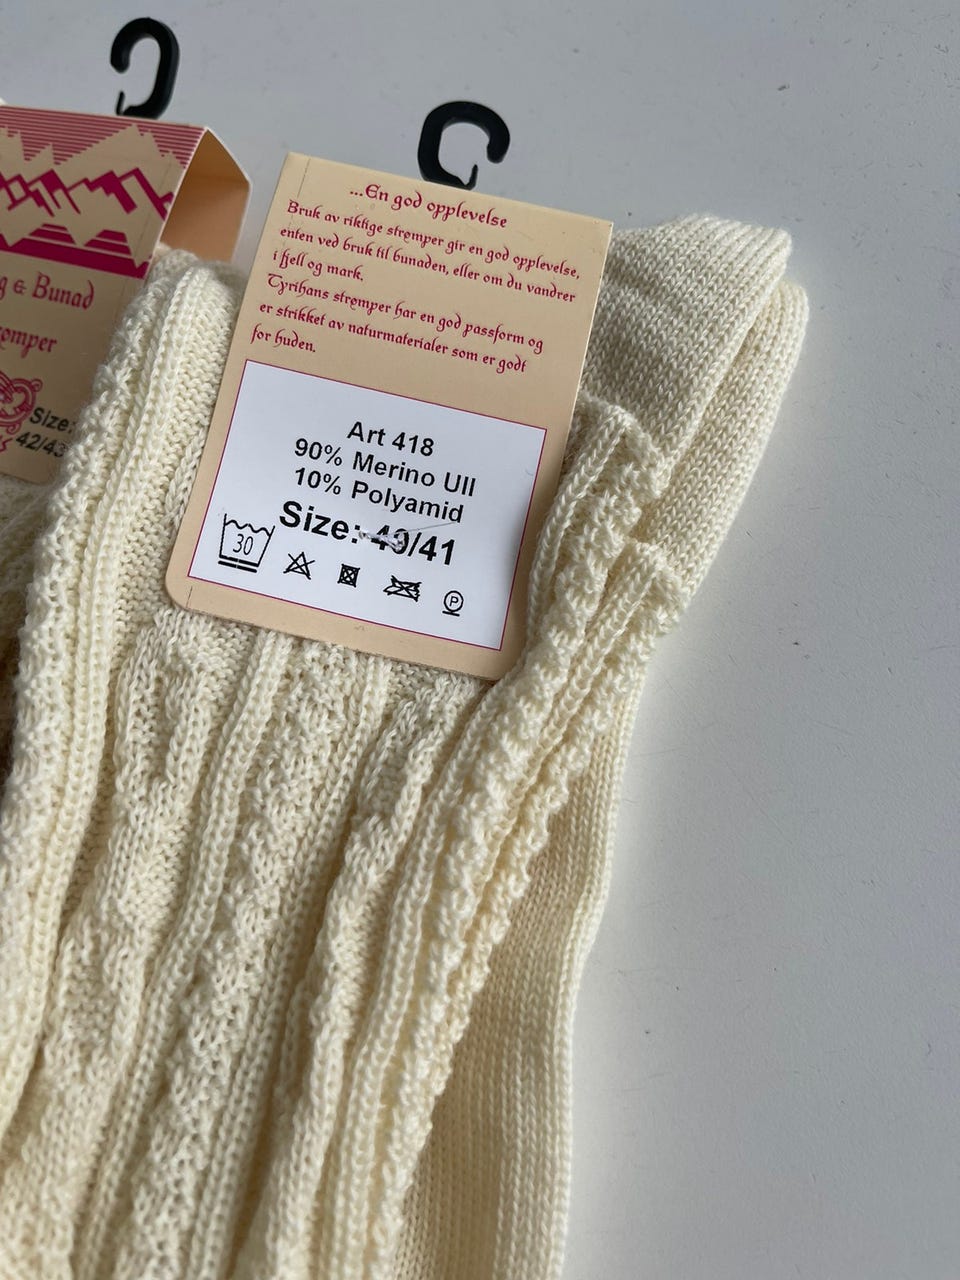 ...En god opplevelse
Bruk av riktige strømper gir en god opplevelse,
enten ved bruk til bunaden, eller om du vandrer
i fjell og mark.
Tyrihans strømper har en god passform og
er strikket av naturmaterialer som er godt
for huden.
Art 418
90% Merino Ull
10% Polyamid
Size: 40/41
30
P
& Bunad
Size:
42/43